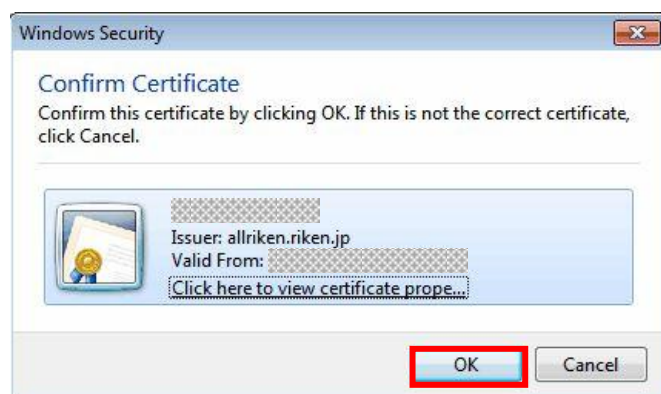 Windows Security
Confirm Certificate
Confirm this certificate by clicking OK. If this is not the correct certificate,
click Cancel.
Issuer: allriken.riken.jp
Valid From:
Click here to view certificate prope...
OK
Cancel